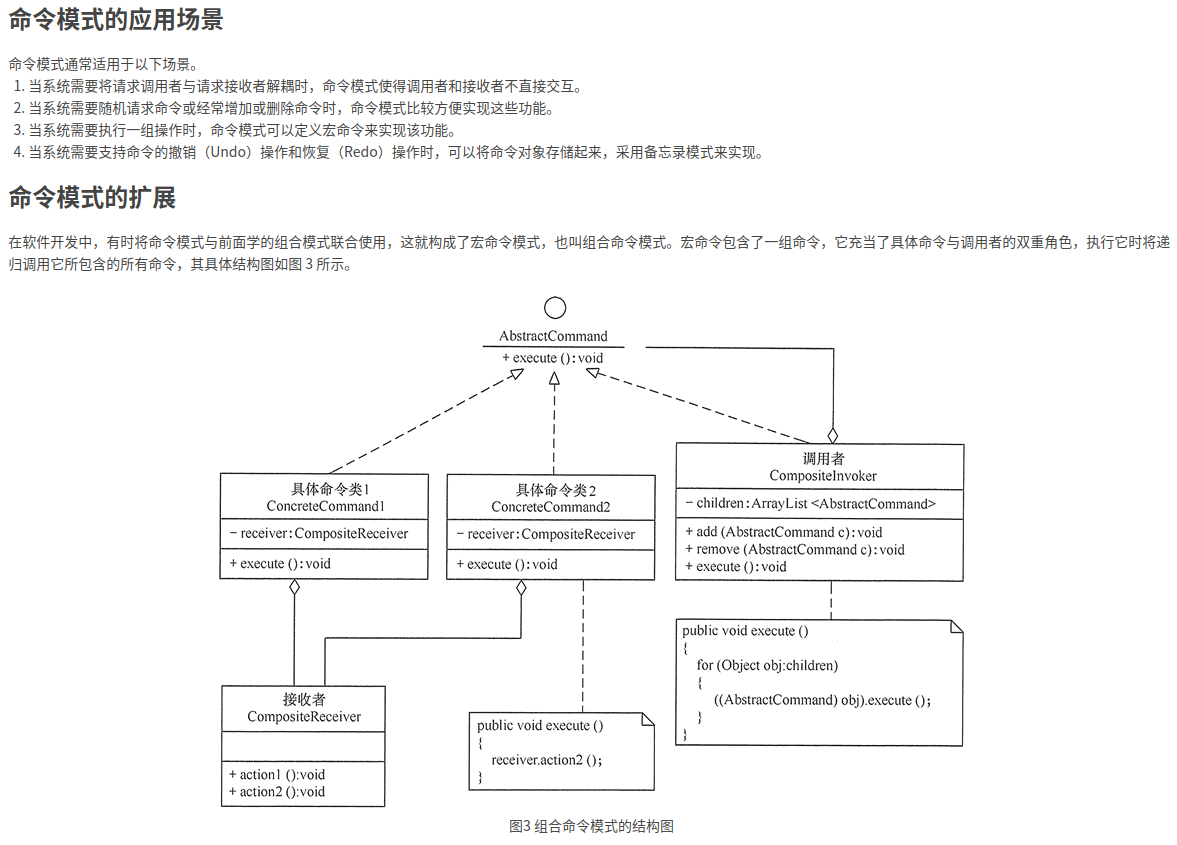 命令模式的应用场景
命令模式通常适用于以下场景。
1. 当系统需要将请求调用者与请求接收者解耦时，命令模式使得调用者和接收者不直接交互。
2. 当系统需要随机请求命令或经常增加或删除命令时，命令模式比较方便实现这些功能。
3. 当系统需要执行一组操作时，命令模式可以定义宏命令来实现该功能。
4. 当系统需要支持命令的撤销（Undo）操作和恢复（Redo）操作时，可以将命令对象存储起来，采用备忘录模式来实现。
命令模式的扩展
在软件开发中，有时将命令模式与前面学的组合模式联合使用，这就构成了宏命令模式，也叫组合命令模式。宏命令包含了一组命令，它充当了具体命令与调用者的双重角色，执行它时将递
归调用它所包含的所有命令，其具体结构图如图 3 所示。
AbstractCommand
+ execute ():void
具体命令类1
ConcreteCommand1
- receiver:CompositeReceiver
+ execute ():void
具体命令类2
ConcreteCommand2
- receiver:CompositeReceiver
+ execute ():void
调用者
CompositeInvoker
- children:ArrayList <AbstractCommand>
+ add (AbstractCommand c):void
+ remove (AbstractCommand c):void
+ execute ():void
接收者
CompositeReceiver
+ action1 ():void
+ action2 ():void
public void execute ()
{
receiver.action2 ();
}
public void execute ()
{
for (Object obj:children)
{
((AbstractCommand) obj).execute ();
}
}
图3 组合命令模式的结构图